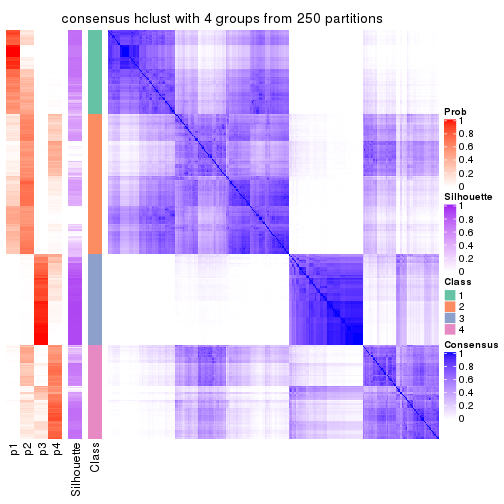 consensus hclust with 4 groups from 250 partitions
Prob
1
0.8
0.6
0.4
0.2
0
Silhouette
1
0.8
0.6
0.4
0.2
0
Class
1
2
3
4
Consensus
1
0.8
0.6
0.4
0.2
0
p1
p2
p3
p4
Silhouette
Class